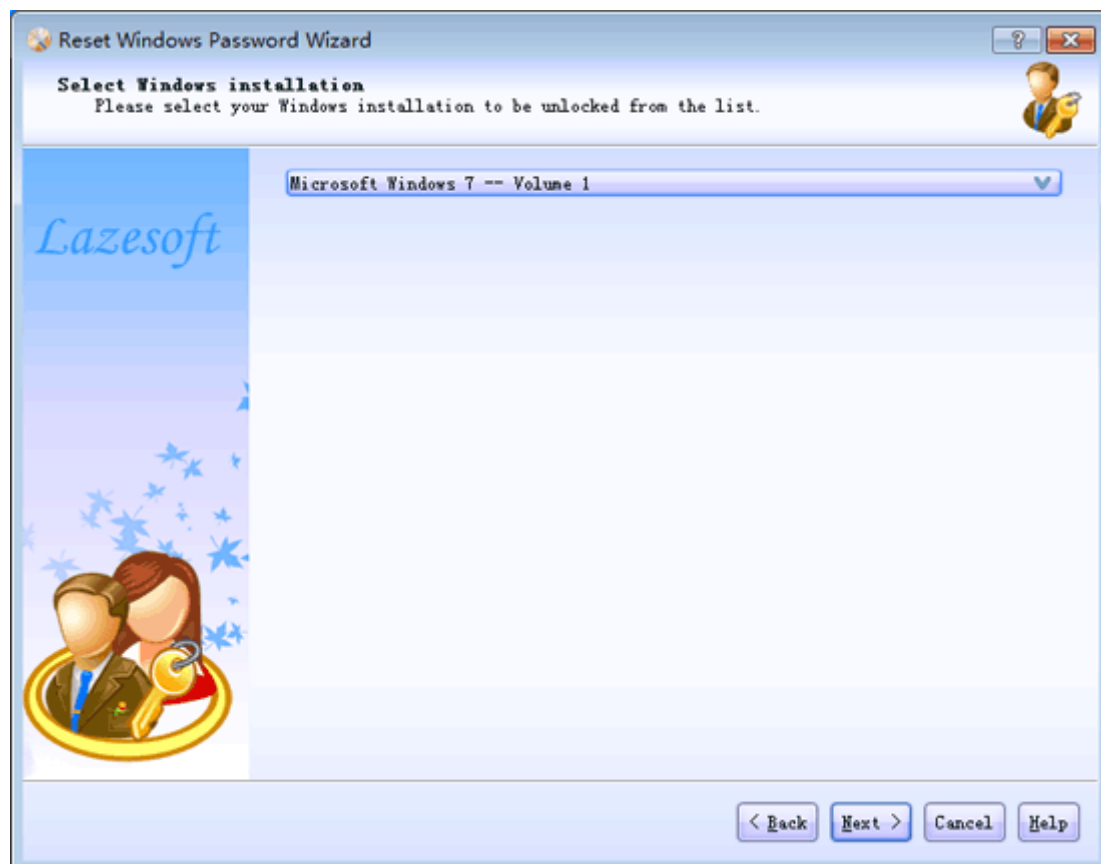 Reset Windows Password Wizard
Select Windows installation
Please select your Windows installation to be unlocked from the list.
Microsoft Windows 7 -- Volume 1
Lazesoft
< Back Next > Cancel Help